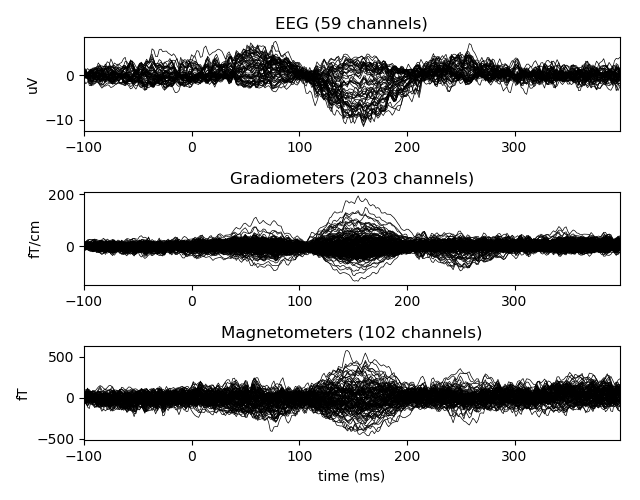 EEG (59 channels)
uV
0
−10
−100 0 100 200 300
Gradiometers (203 channels)
fT/cm
200
0
−100 0 100 200 300
Magnetometers (102 channels)
fT
500
0
−500
−100 0 100 200 300
time (ms)